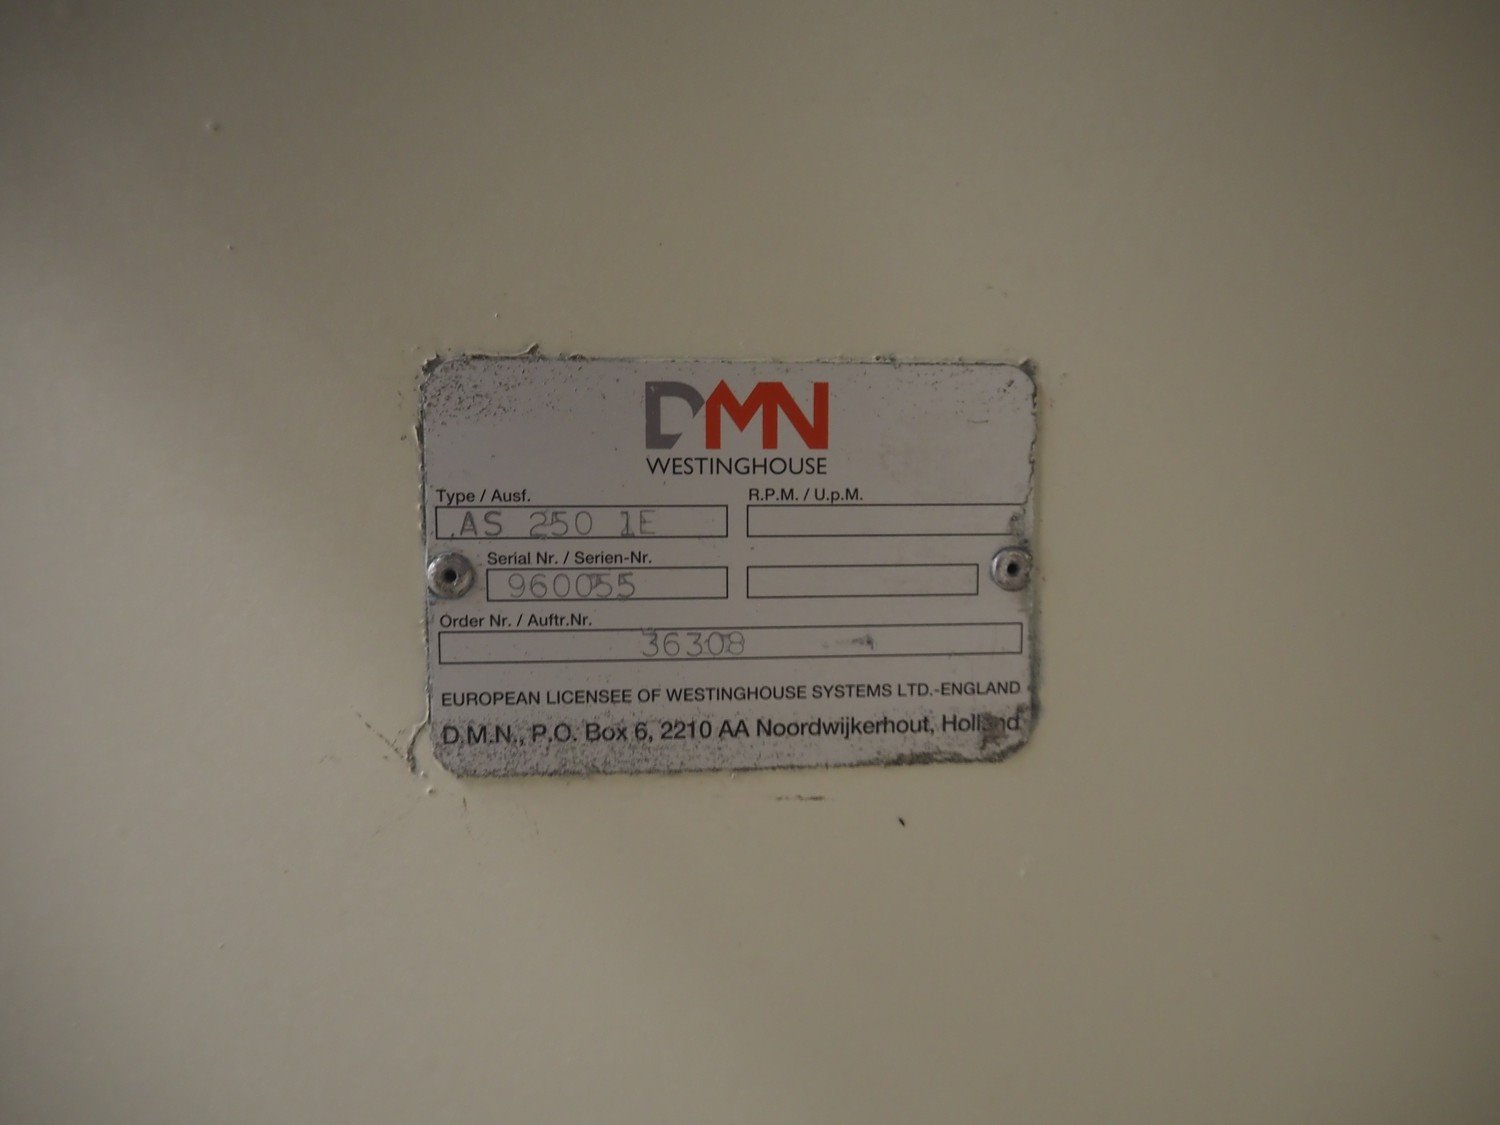 DMN
WESTINGHOUSE
Type / Ausf. R.P.M. / U.p.M.
AS 250 1E
Serial Nr. / Serien-Nr.
960055
Order Nr. / Auftr.Nr.
36308
EUROPEAN LICENSEE OF WESTINGHOUSE SYSTEMS LTD.-ENGLAND
D.M.N., P.O. Box 6, 2210 AA Noordwijkerhout, Holland